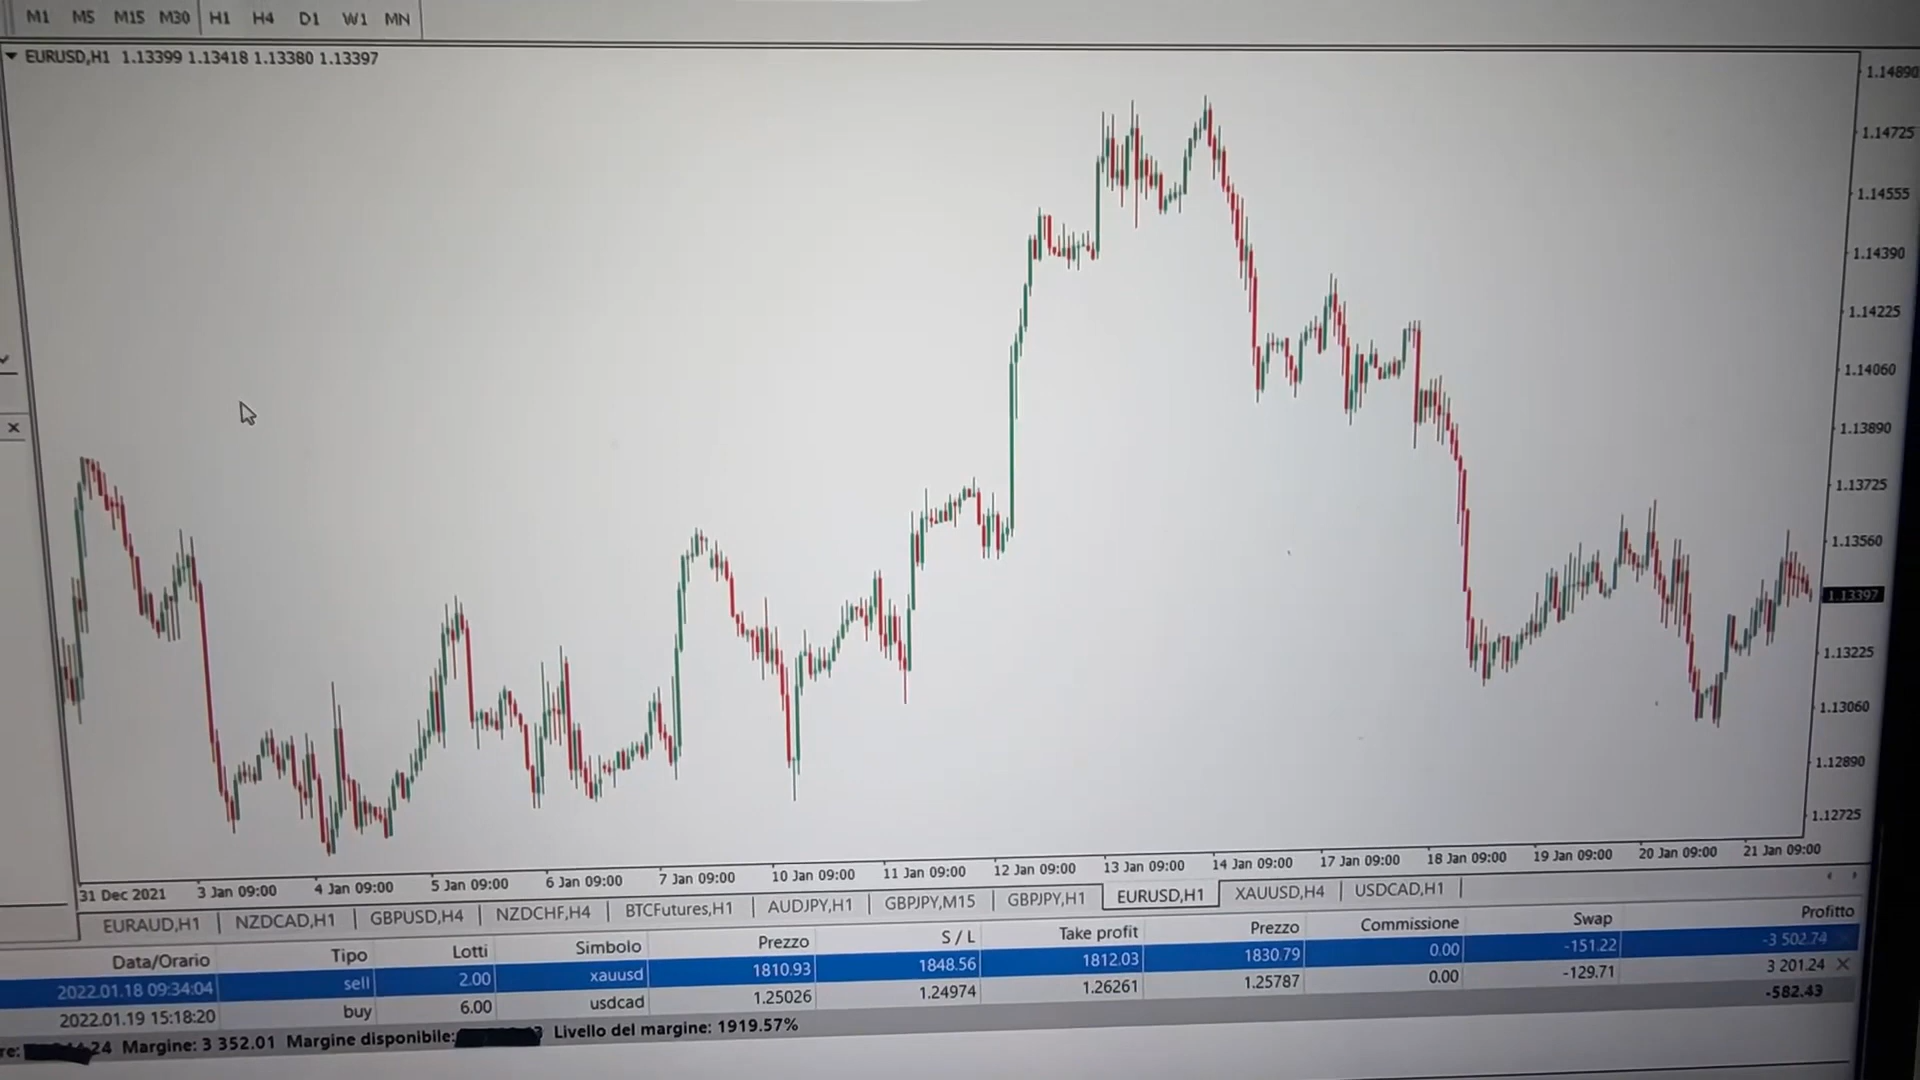 M1 M5 M15 M30 H1 H4 D1 W1 MN
EURUSD,H1 1.13399 1.13418 1.13380 1.13397
1.14890
1.14725
1.14555
1.14390
1.14225
1.14060
1.13890
1.13725
1.13560
1.13397
1.13225
1.13060
1.12890
1.12725
31 Dec 2021 3 Jan 09:00 4 Jan 09:00 5 Jan 09:00 6 Jan 09:00 7 Jan 09:00 10 Jan 09:00 11 Jan 09:00 12 Jan 09:00 13 Jan 09:00 14 Jan 09:00 17 Jan 09:00 18 Jan 09:00 19 Jan 09:00 20 Jan 09:00 21 Jan 09:00
EURAUD,H1 NZDCAD,H1 GBPUSD,H4 NZDCHF,H4 BTCFutures,H1 AUDJPY,H1 GBPJPY,M15 GBPJPY,H1 EURUSD,H1 XAUUSD,H4 USDCAD,H1
Data/Orario Tipo Lotti Simbolo Prezzo S / L Take profit Prezzo Commissione Swap Profitto
2022.01.18 09:34:04 sell 2.00 xauusd 1810.93 1848.56 1812.03 1830.79 0.00 -151.22 -3 502.74
2022.01.19 15:18:20 buy 6.00 usdcad 1.25026 1.24974 1.26261 1.25787 0.00 -129.71 3 201.24
24 Margine: 3 352.01 Margine disponibile: Livello del margine: 1919.57% -582.43